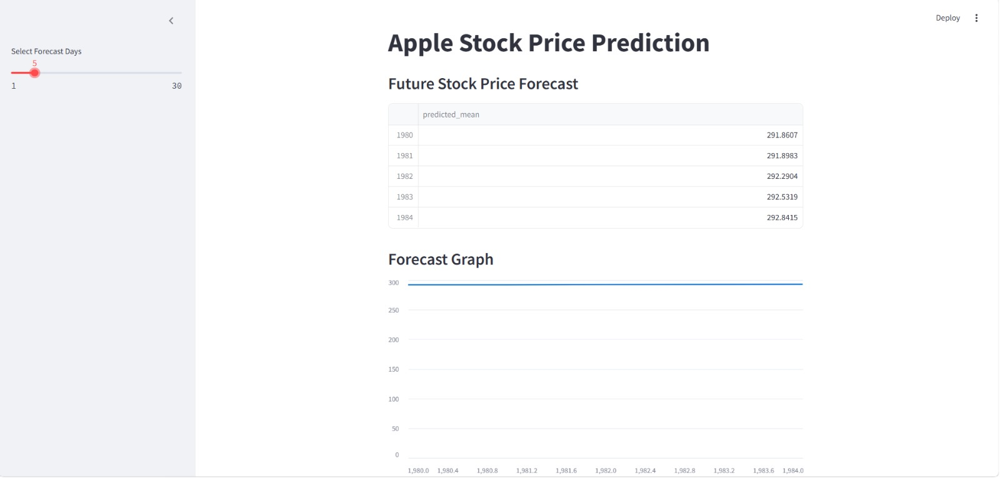 Deploy
Select Forecast Days
5
1 30
Apple Stock Price Prediction
Future Stock Price Forecast
predicted_mean
1980 291.8607
1981 291.8983
1982 292.2904
1983 292.5319
1984 292.8415
Forecast Graph
300
250
200
150
100
50
0
1,980.0 1,980.4 1,980.8 1,981.2 1,981.6 1,982.0 1,982.4 1,982.8 1,983.2 1,983.6 1,984.0